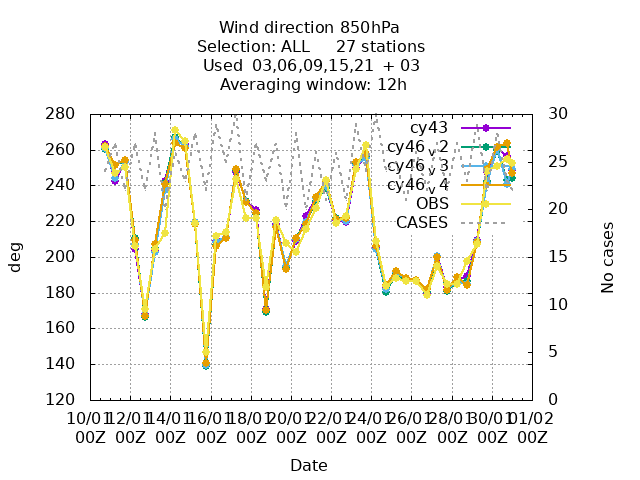 Wind direction 850hPa
Selection: ALL 27 stations
Used 03,06,09,15,21 + 03
Averaging window: 12h
280
260
240
220
200
180
160
140
120
30
25
20
15
10
5
0
cy43
cy46_v2
cy46_v3
cy46_v4
OBS
CASES
deg
No cases
10/01 12/01 14/01 16/01 18/01 20/01 22/01 24/01 26/01 28/01 30/01 01/02
00Z 00Z 00Z 00Z 00Z 00Z 00Z 00Z 00Z 00Z 00Z 00Z
Date